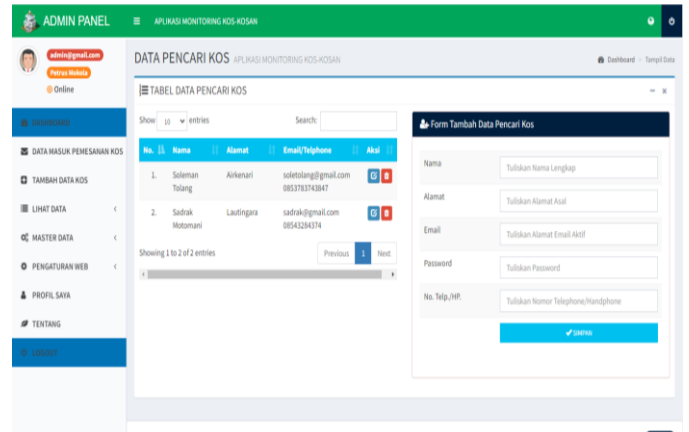 ADMIN PANEL
APLIKASI MONITORING KOS-KOSAN
admin@gmail.com
Petrus Mokola
Online
DASHBOARD
DATA MASUK PEMESANAN KOS
TAMBAH DATA KOS
LIHAT DATA
MASTER DATA
PENGATURAN WEB
PROFIL SAYA
TENTANG
LOGOUT
DATA PENCARI KOS APLIKASI MONITORING KOS-KOSAN
Dashboard > Tampil Data
TABEL DATA PENCARI KOS
Show 10 entries Search:
No. Nama Alamat Email/Telphone Aksi
1. Soleman Tolang Airkenari soletolang@gmail.com 0853783743847
2. Sadrak Motomani Lautingara sadrak@gmail.com 08543284374
Showing 1 to 2 of 2 entries
Previous 1 Next
Form Tambah Data Pencari Kos
Nama Tuliskan Nama Lengkap
Alamat Tuliskan Alamat Asal
Email Tuliskan Alamat Email Aktif
Password Tuliskan Password
No. Telp./HP. Tuliskan Nomor Telephone/Handphone
SIMPAN